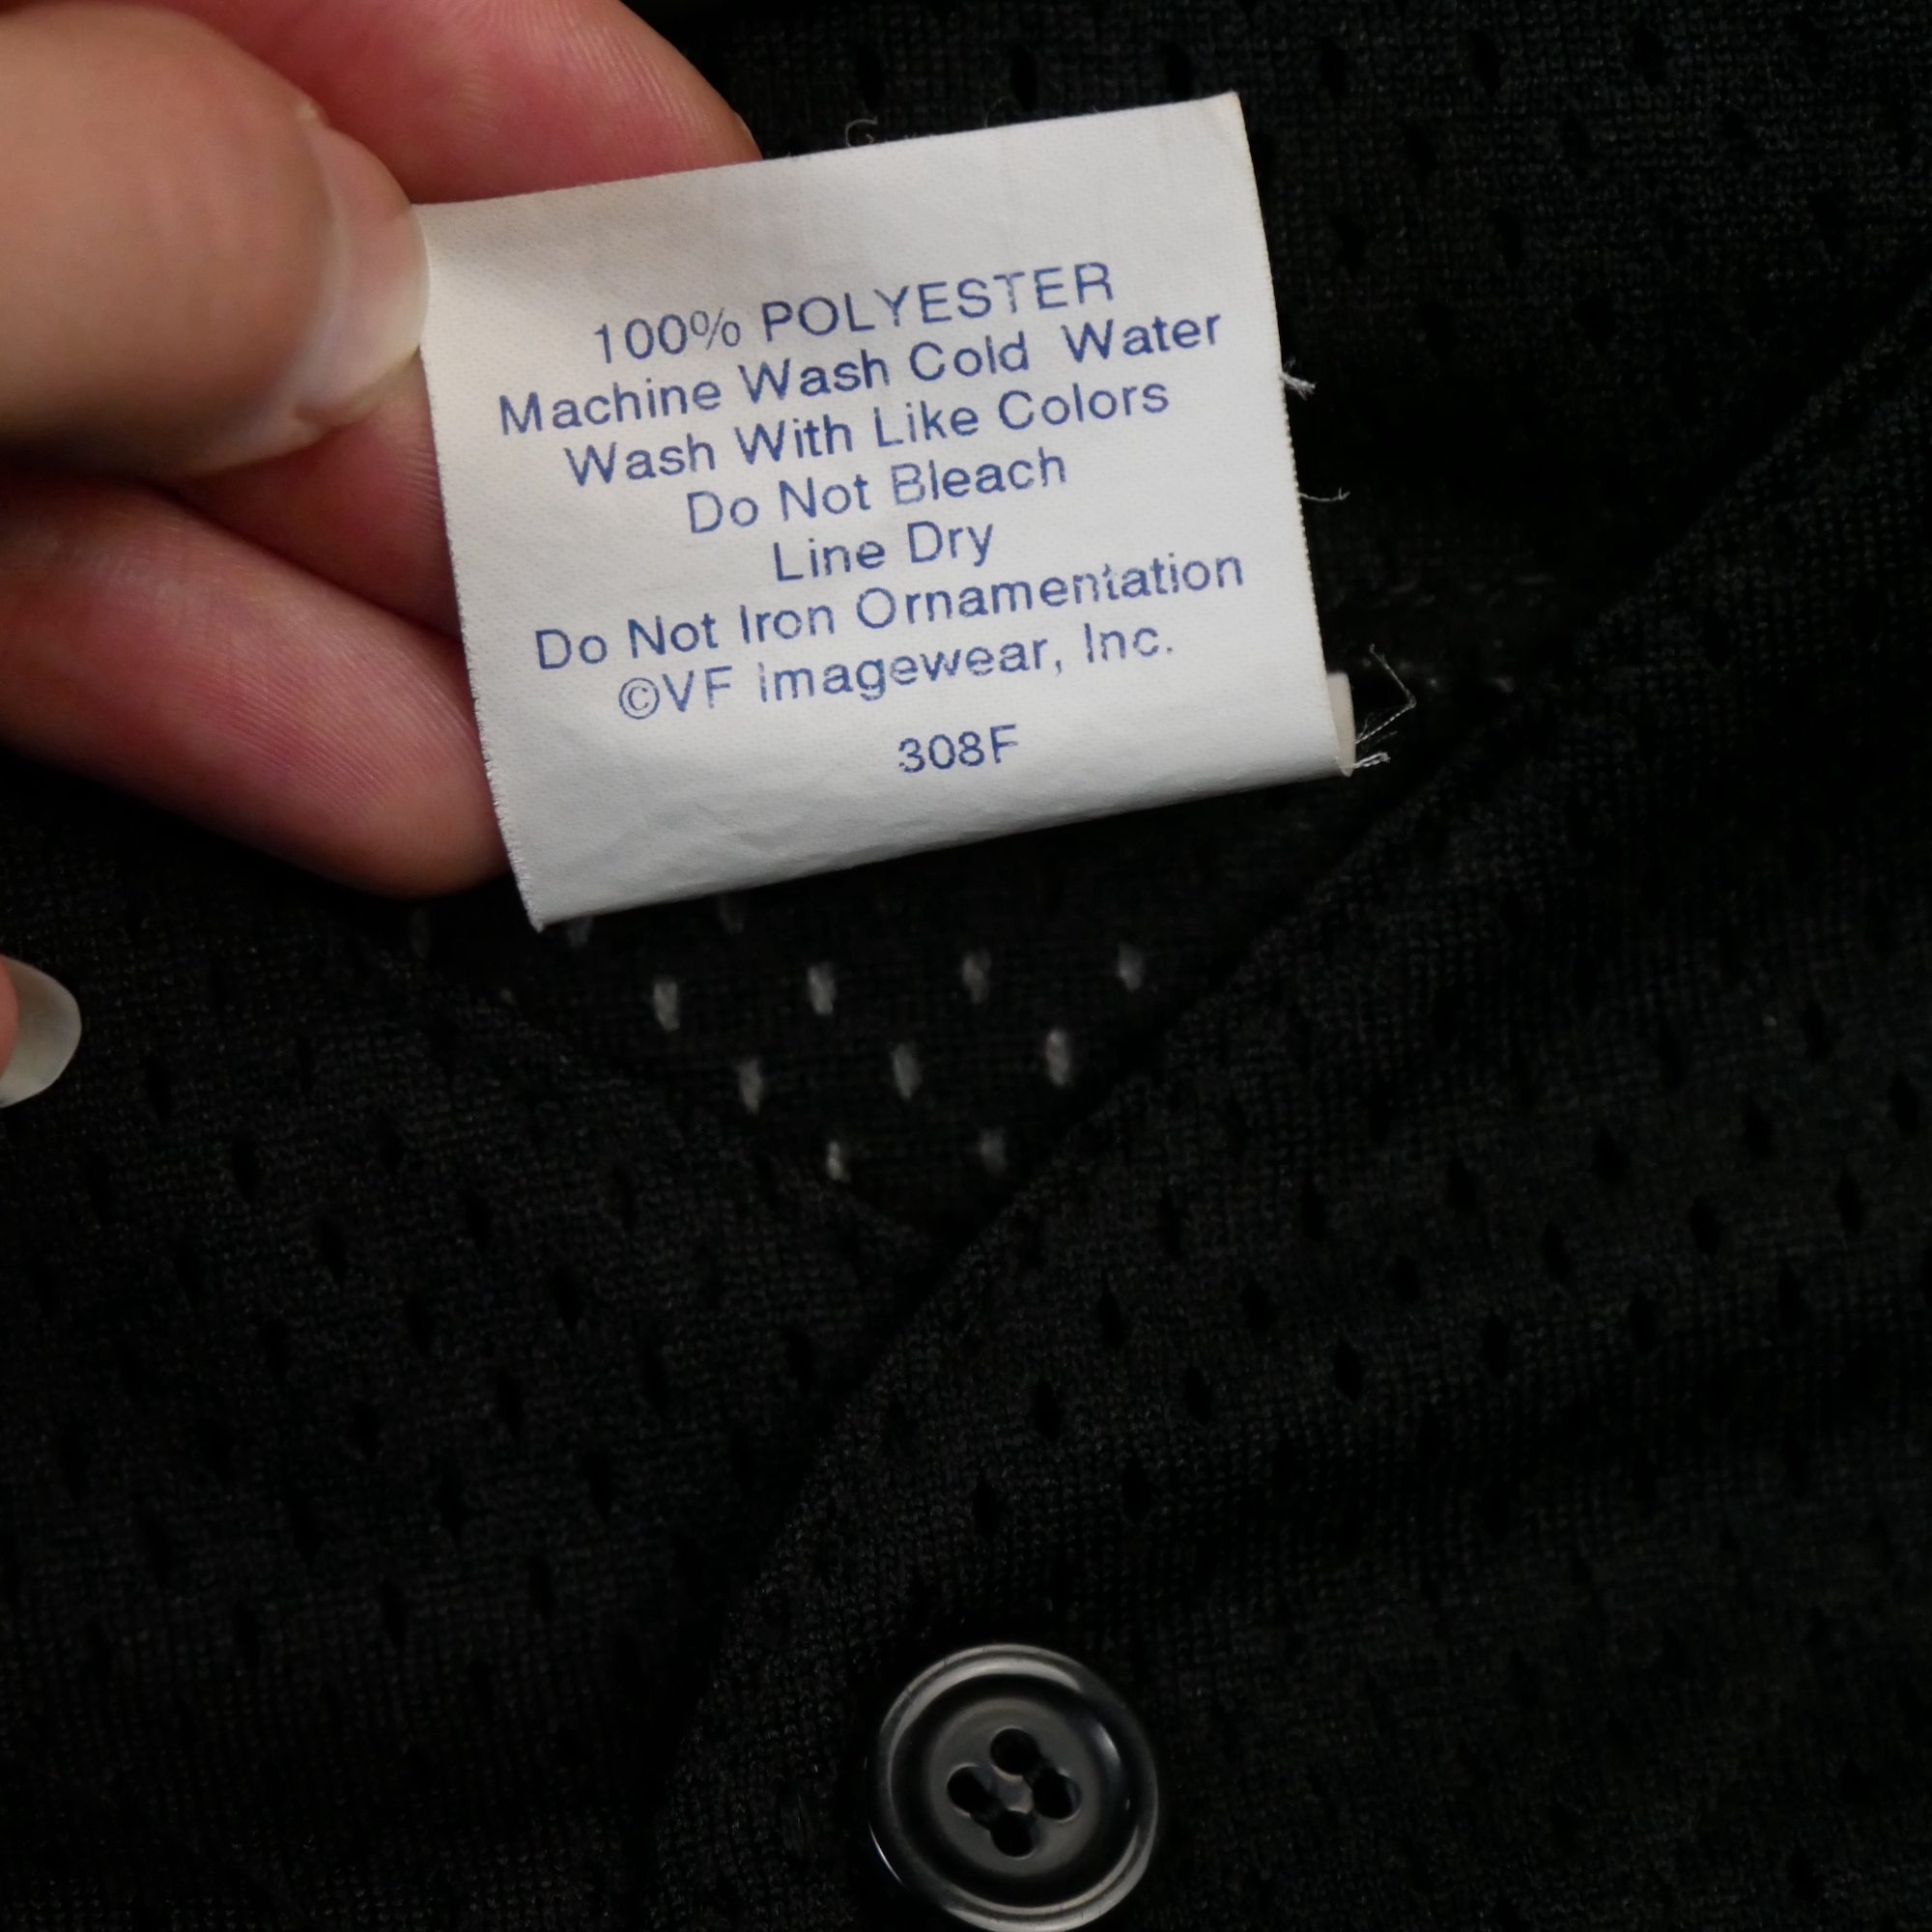 100% POLYESTER
Machine Wash Cold Water
Wash With Like Colors
Do Not Bleach
Line Dry
Do Not Iron Ornamentation
©VF imagewear, Inc.
308F